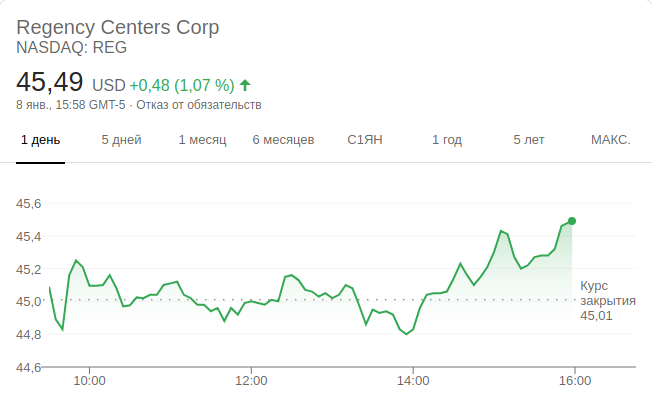 Regency Centers Corp
NASDAQ: REG
45,49 USD +0,48 (1,07 %)
8 янв., 15:58 GMT-5 · Отказ от обязательств
1 день 5 дней 1 месяц 6 месяцев С1ЯН 1 год 5 лет МАКС.
45,6
45,4
45,2
45,0
44,8
44,6
Курс
закрытия
45,01
10:00 12:00 14:00 16:00